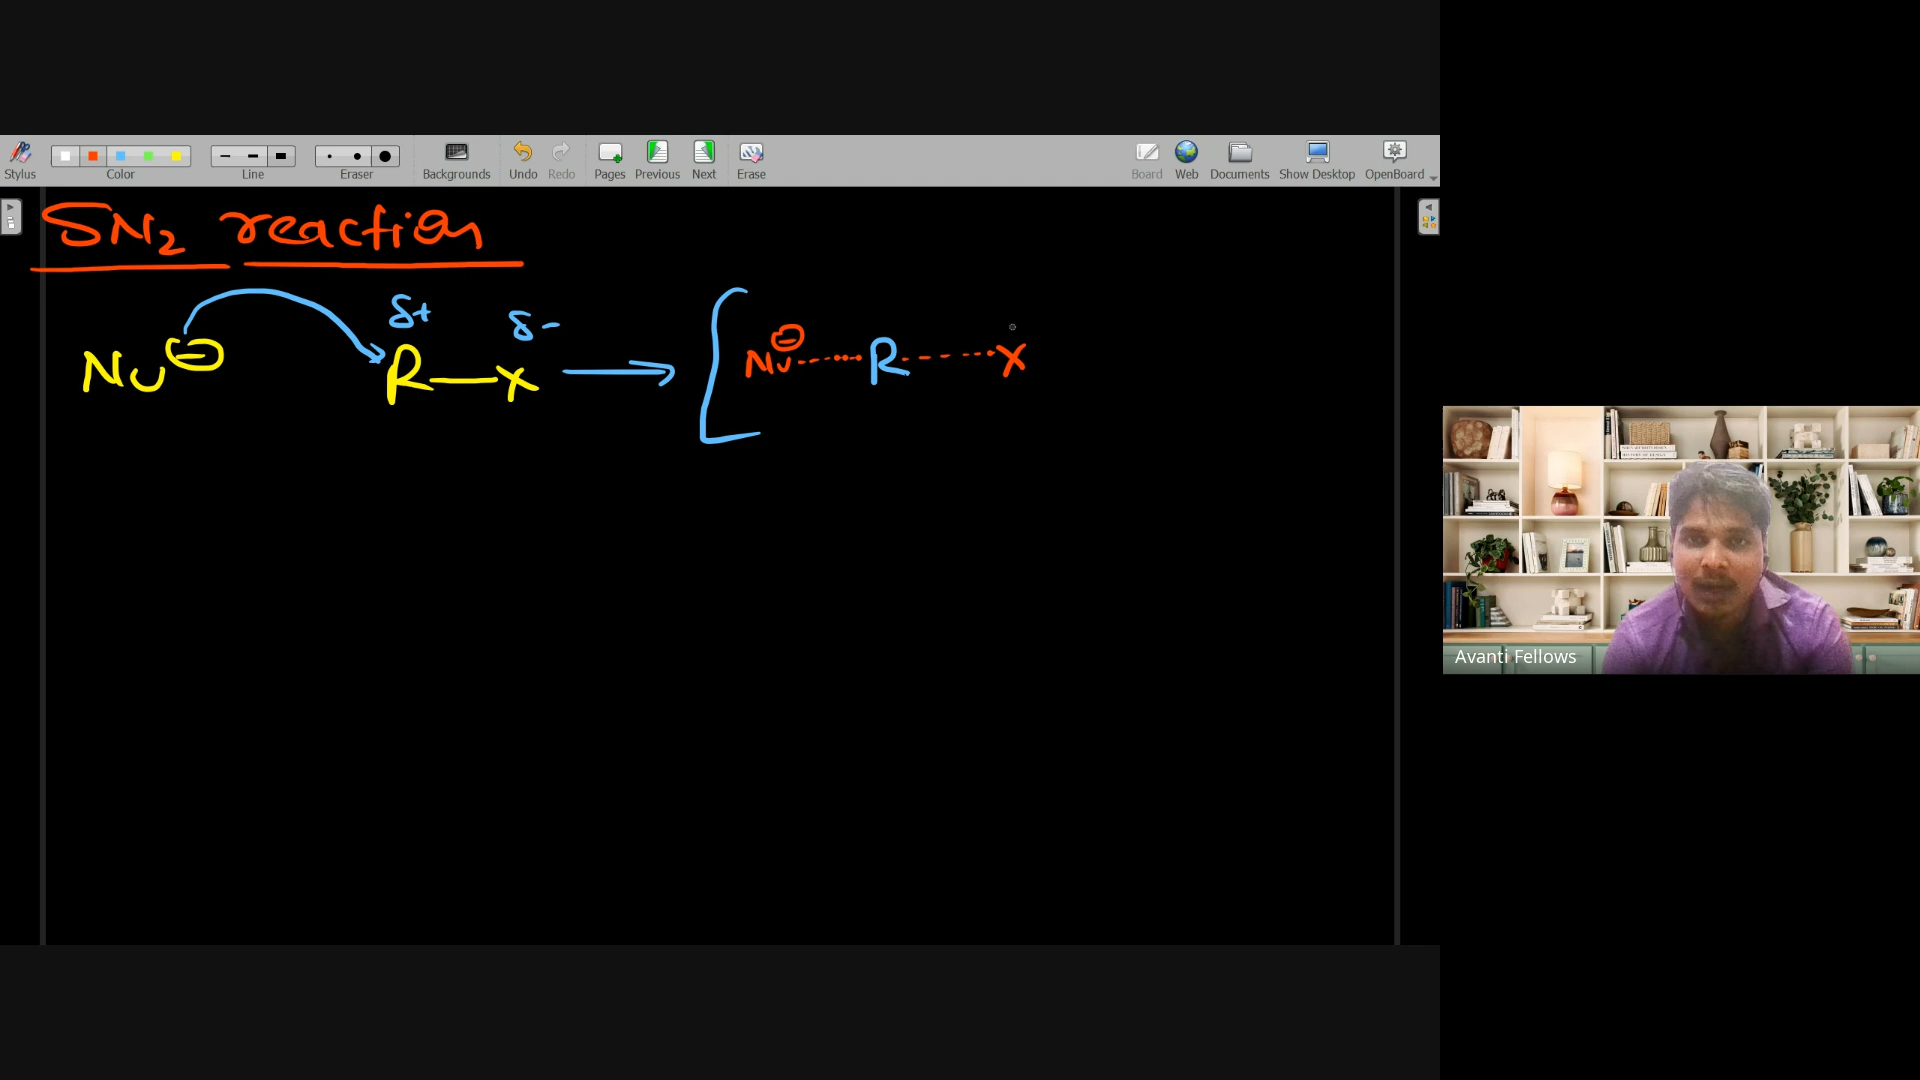 Stylus Color Line Eraser Backgrounds Undo Redo Pages Previous Next Erase Board Web Documents Show Desktop OpenBoard
SN2 reaction
δ+ δ-
Nu⊖ R—X → [ Nu⊖ ------ R ------ X
Avanti Fellows